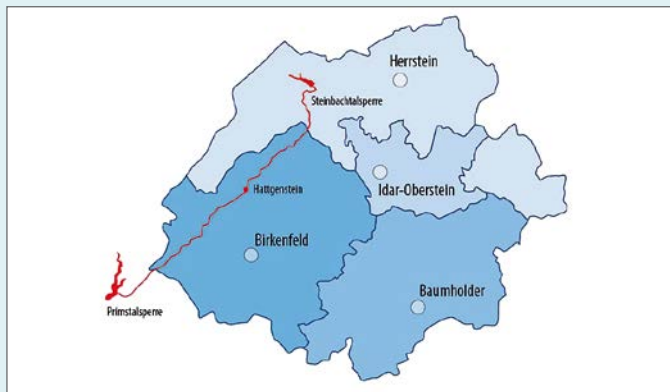 Herrstein
Steinbachtalsperre
Idar-Oberstein
Hattgenstein
Birkenfeld
Baumholder
Primstalsperre